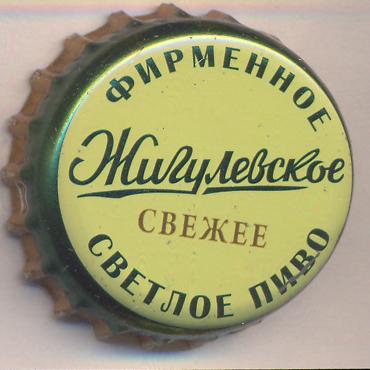 ФИРМЕННОЕ
Жигулевское
СВЕЖЕЕ
СВЕТЛОЕ ПИВО